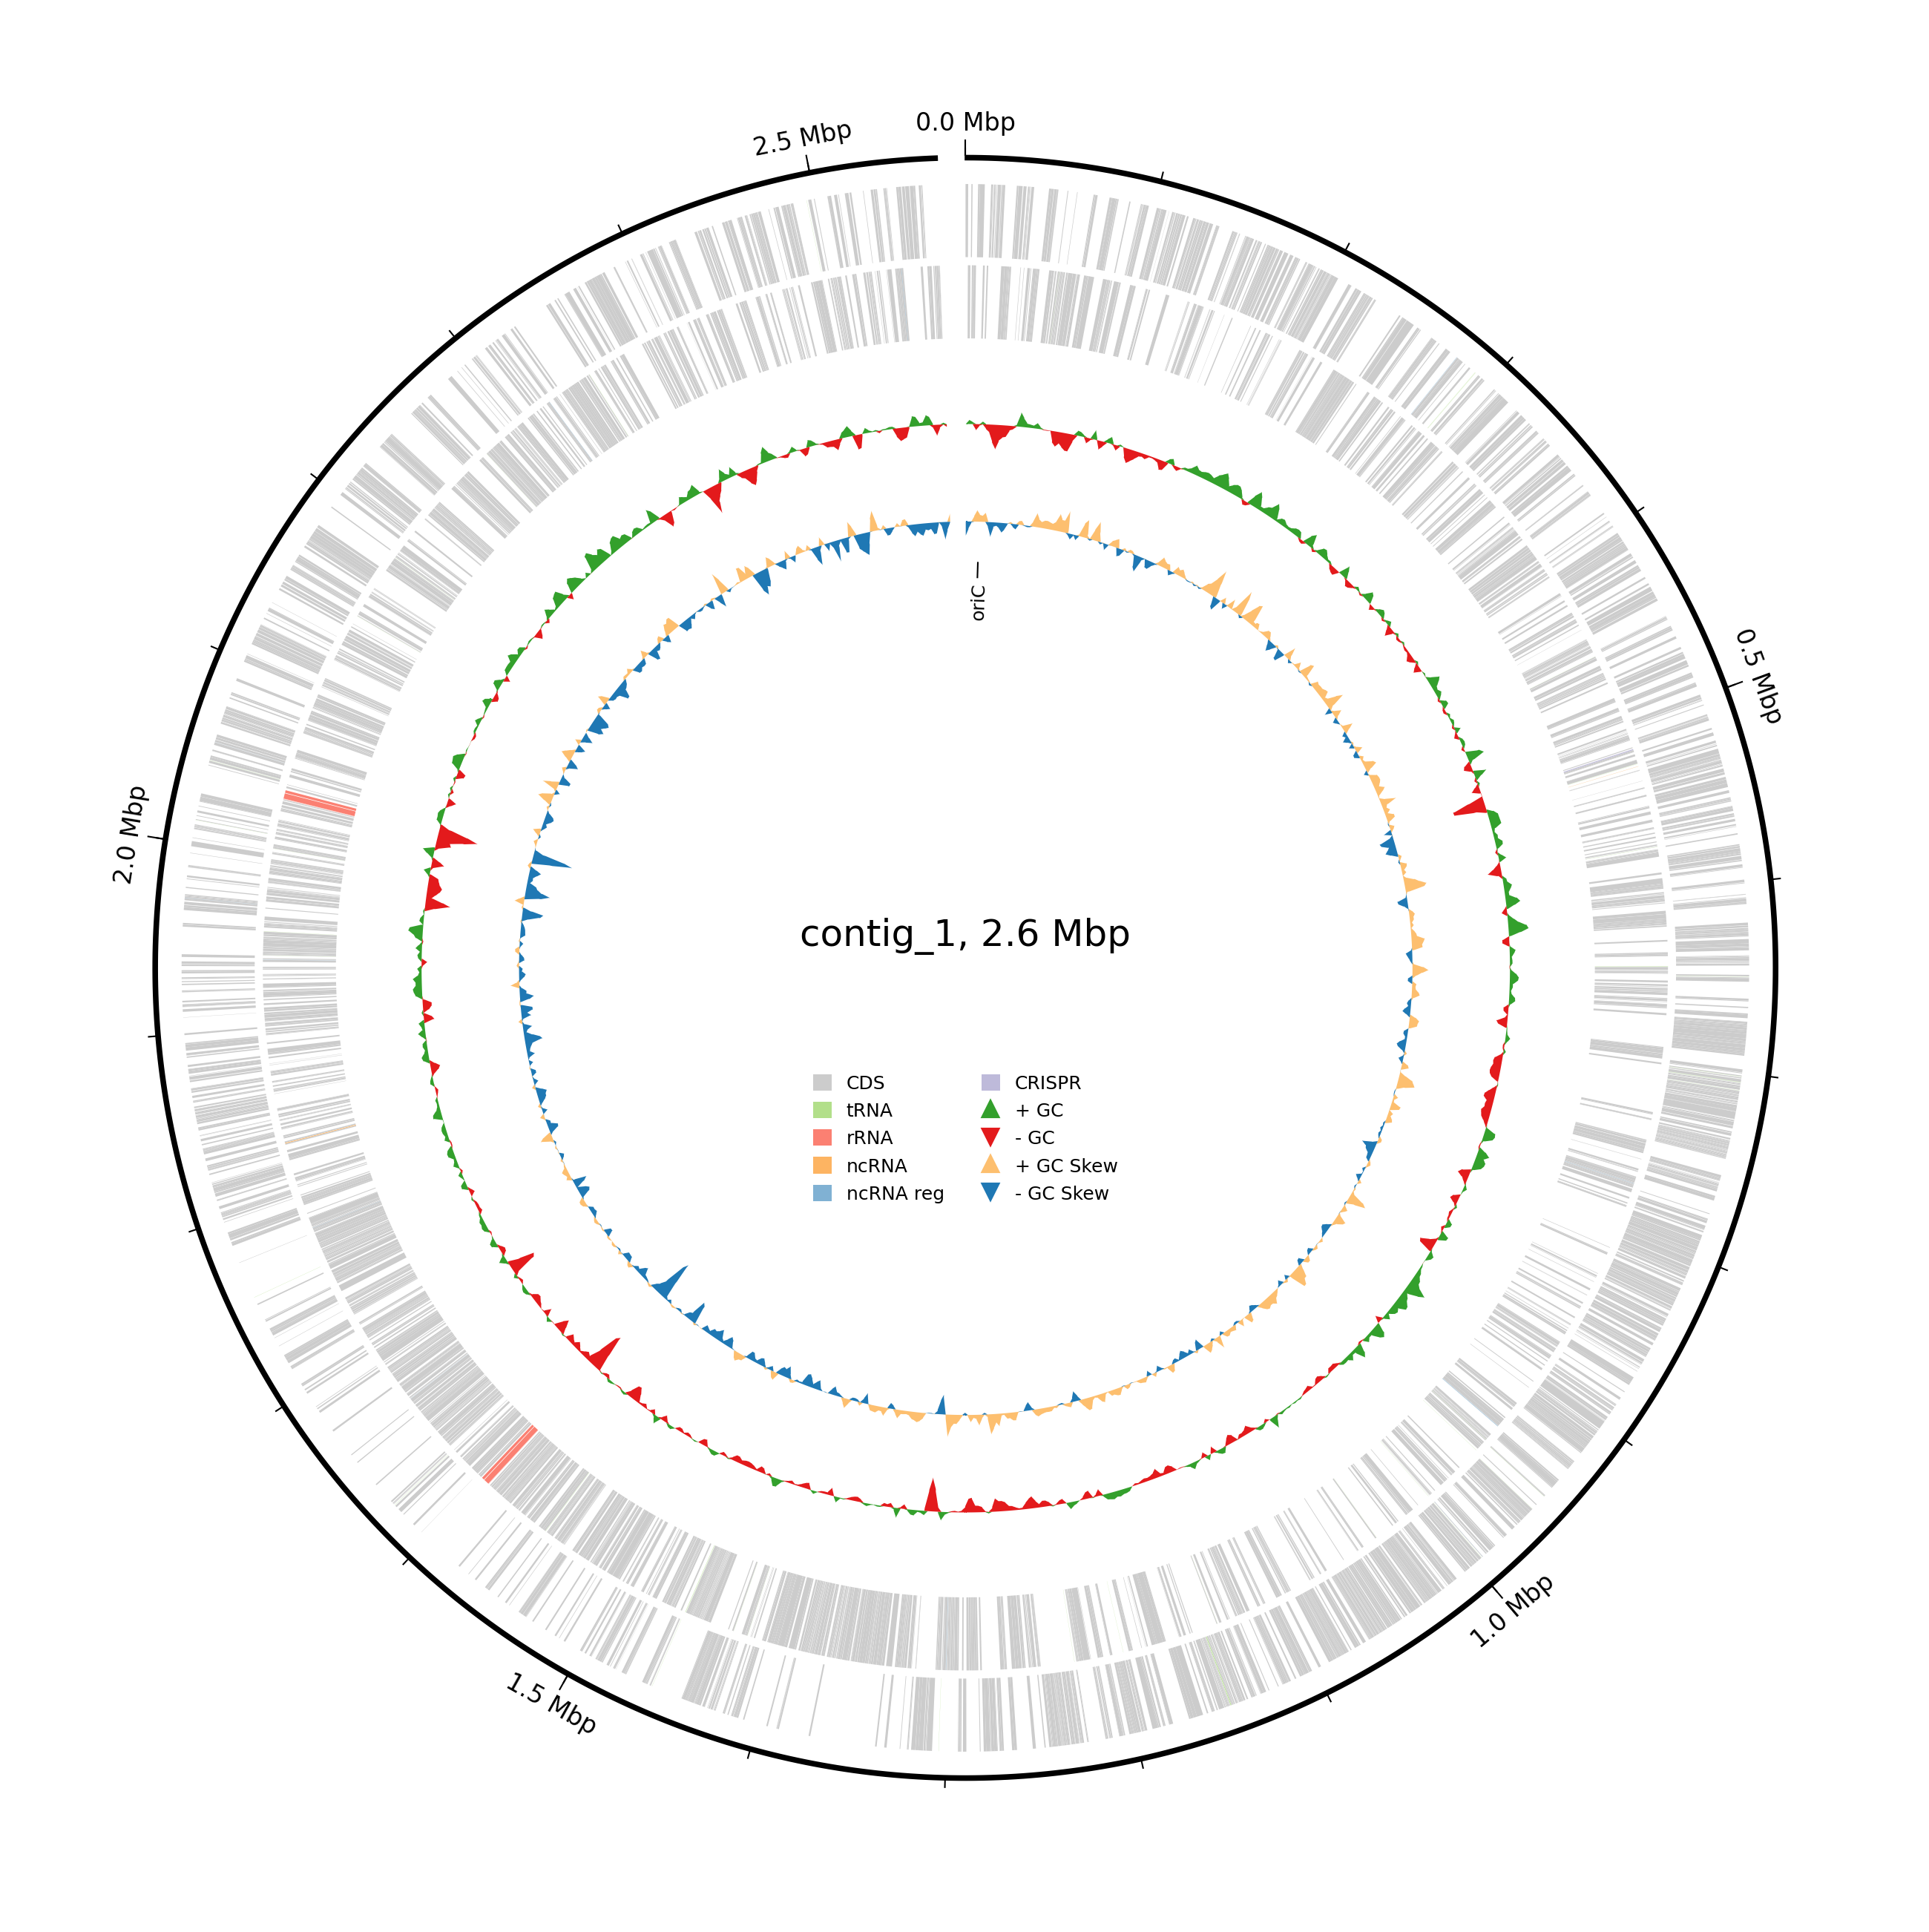 0.0 Mbp
2.5 Mbp
0.5 Mbp
oriC
2.0 Mbp
contig_1, 2.6 Mbp
CDS
tRNA
rRNA
ncRNA
ncRNA reg
CRISPR
+ GC
- GC
+ GC Skew
- GC Skew
1.0 Mbp
1.5 Mbp